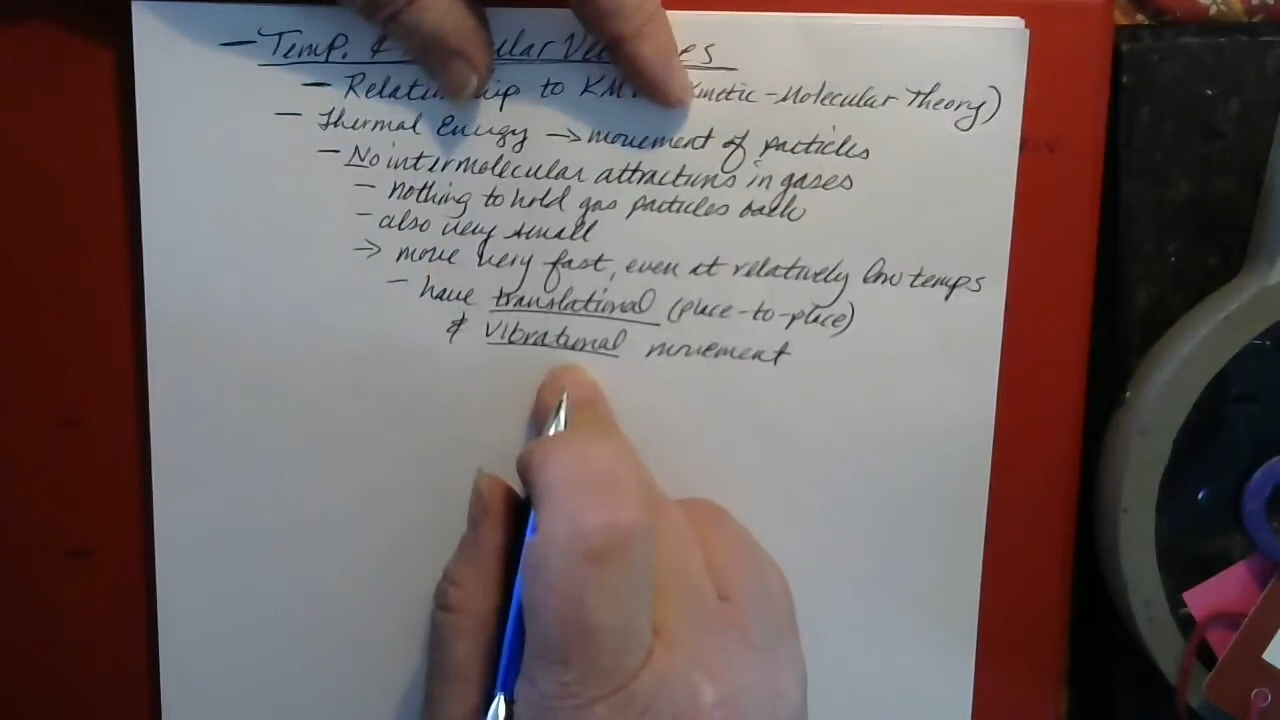 — Temp. & ular Ve es
— Relationship to KM Kinetic-Molecular Theory)
— Thermal Energy → movement of particles
— No intermolecular attractions in gases
— nothing to hold gas particles back
— also very small
→ move very fast, even at relatively low temps
— have translational (place-to-place)
& vibrational movement